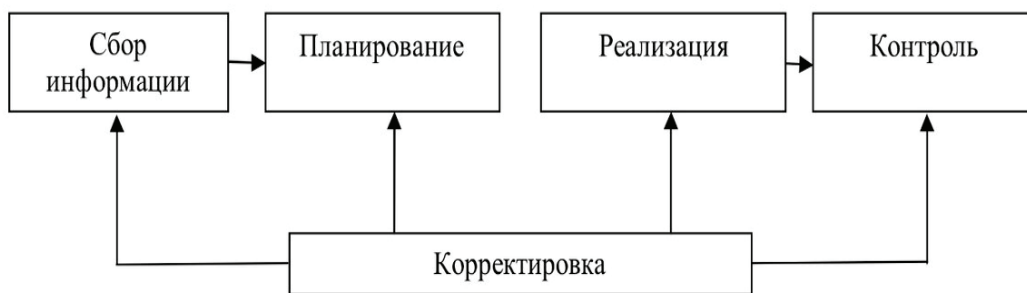 Сбор
информации
Планирование
Реализация
Контроль
Корректировка